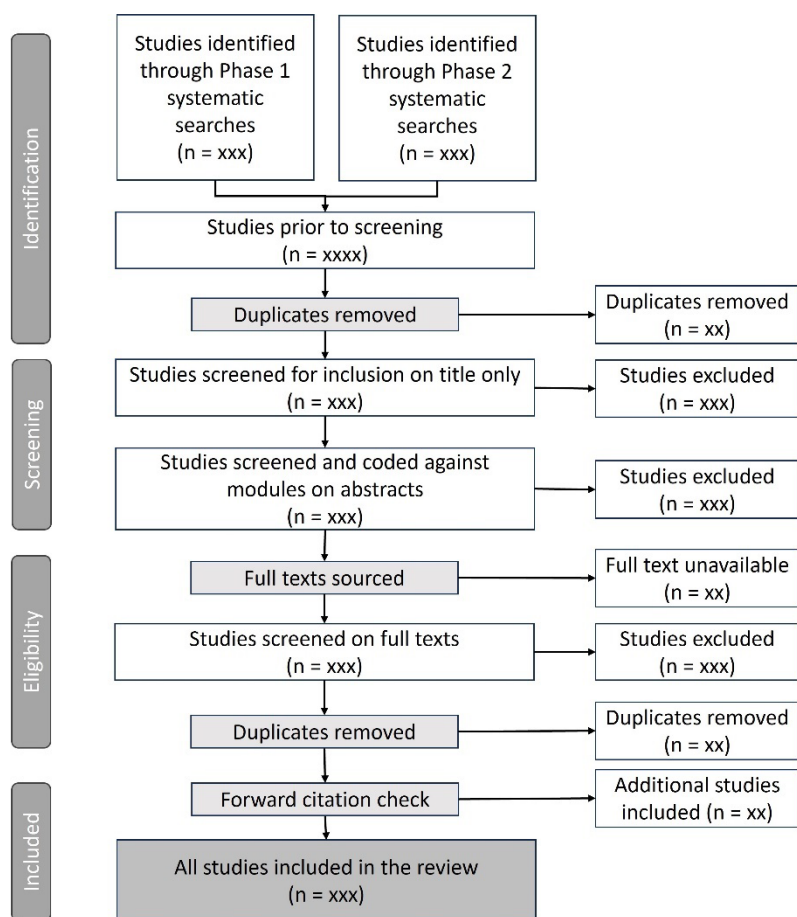 Identification
Studies identified
through Phase 1
systematic
searches
(n = xxx)
Studies identified
through Phase 2
systematic
searches
(n = xxx)
Studies prior to screening
(n = xxxx)
Duplicates removed
Duplicates removed
(n = xx)
Screening
Studies screened for inclusion on title only
(n = xxx)
Studies excluded
(n = xxx)
Studies screened and coded against
modules on abstracts
(n = xxx)
Studies excluded
(n = xxx)
Eligibility
Full texts sourced
Full text unavailable
(n = xx)
Studies screened on full texts
(n = xxx)
Studies excluded
(n = xxx)
Duplicates removed
Duplicates removed
(n = xx)
Included
Forward citation check
Additional studies
included (n = xx)
All studies included in the review
(n = xxx)